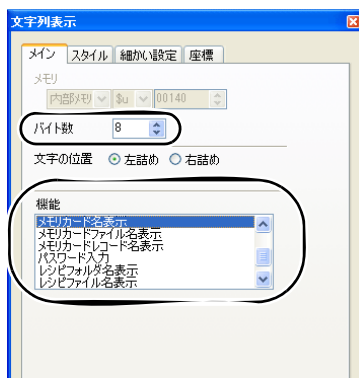 文字列表示
メイン スタイル 細かい設定 座標
メモリ
内部メモリ $u 00140
バイト数 8
文字の位置 左詰め 右詰め
機能
メモリカード名表示
メモリカードファイル名表示
メモリカードレコード名表示
パスワード入力
レシピフォルダ名表示
レシピファイル名表示